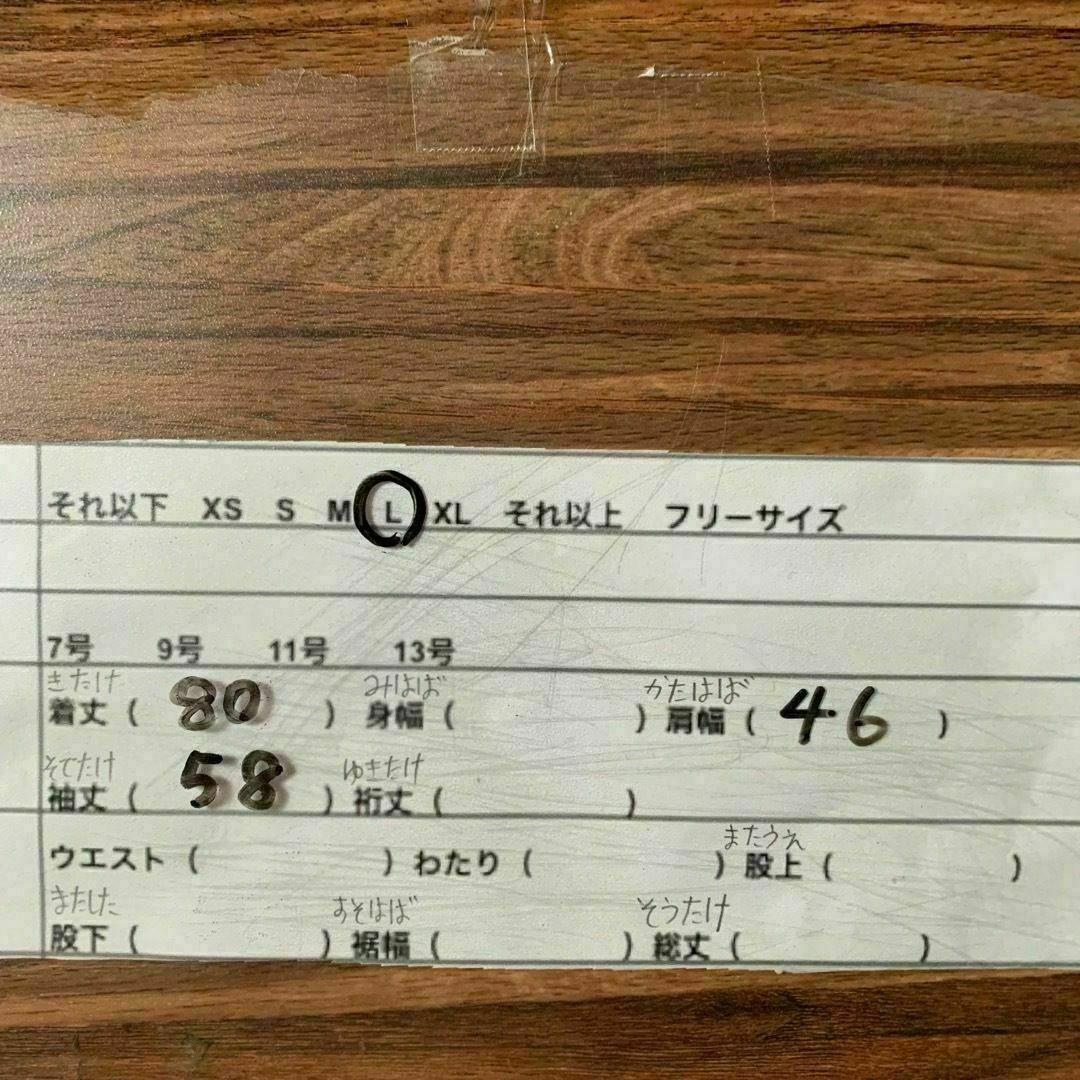 それ以下 XS S M L XL それ以上 フリーサイズ
7号 9号 11号 13号
きたけ みはば かたはば
着丈 ( 80 ) 身幅 ( ) 肩幅 ( 46 )
そでたけ ゆきたけ
袖丈 ( 58 ) 裄丈 ( )
またうえ
ウエスト ( ) わたり ( ) 股上 ( )
またした すそはば そうたけ
股下 ( ) 裾幅 ( ) 総丈 ( )